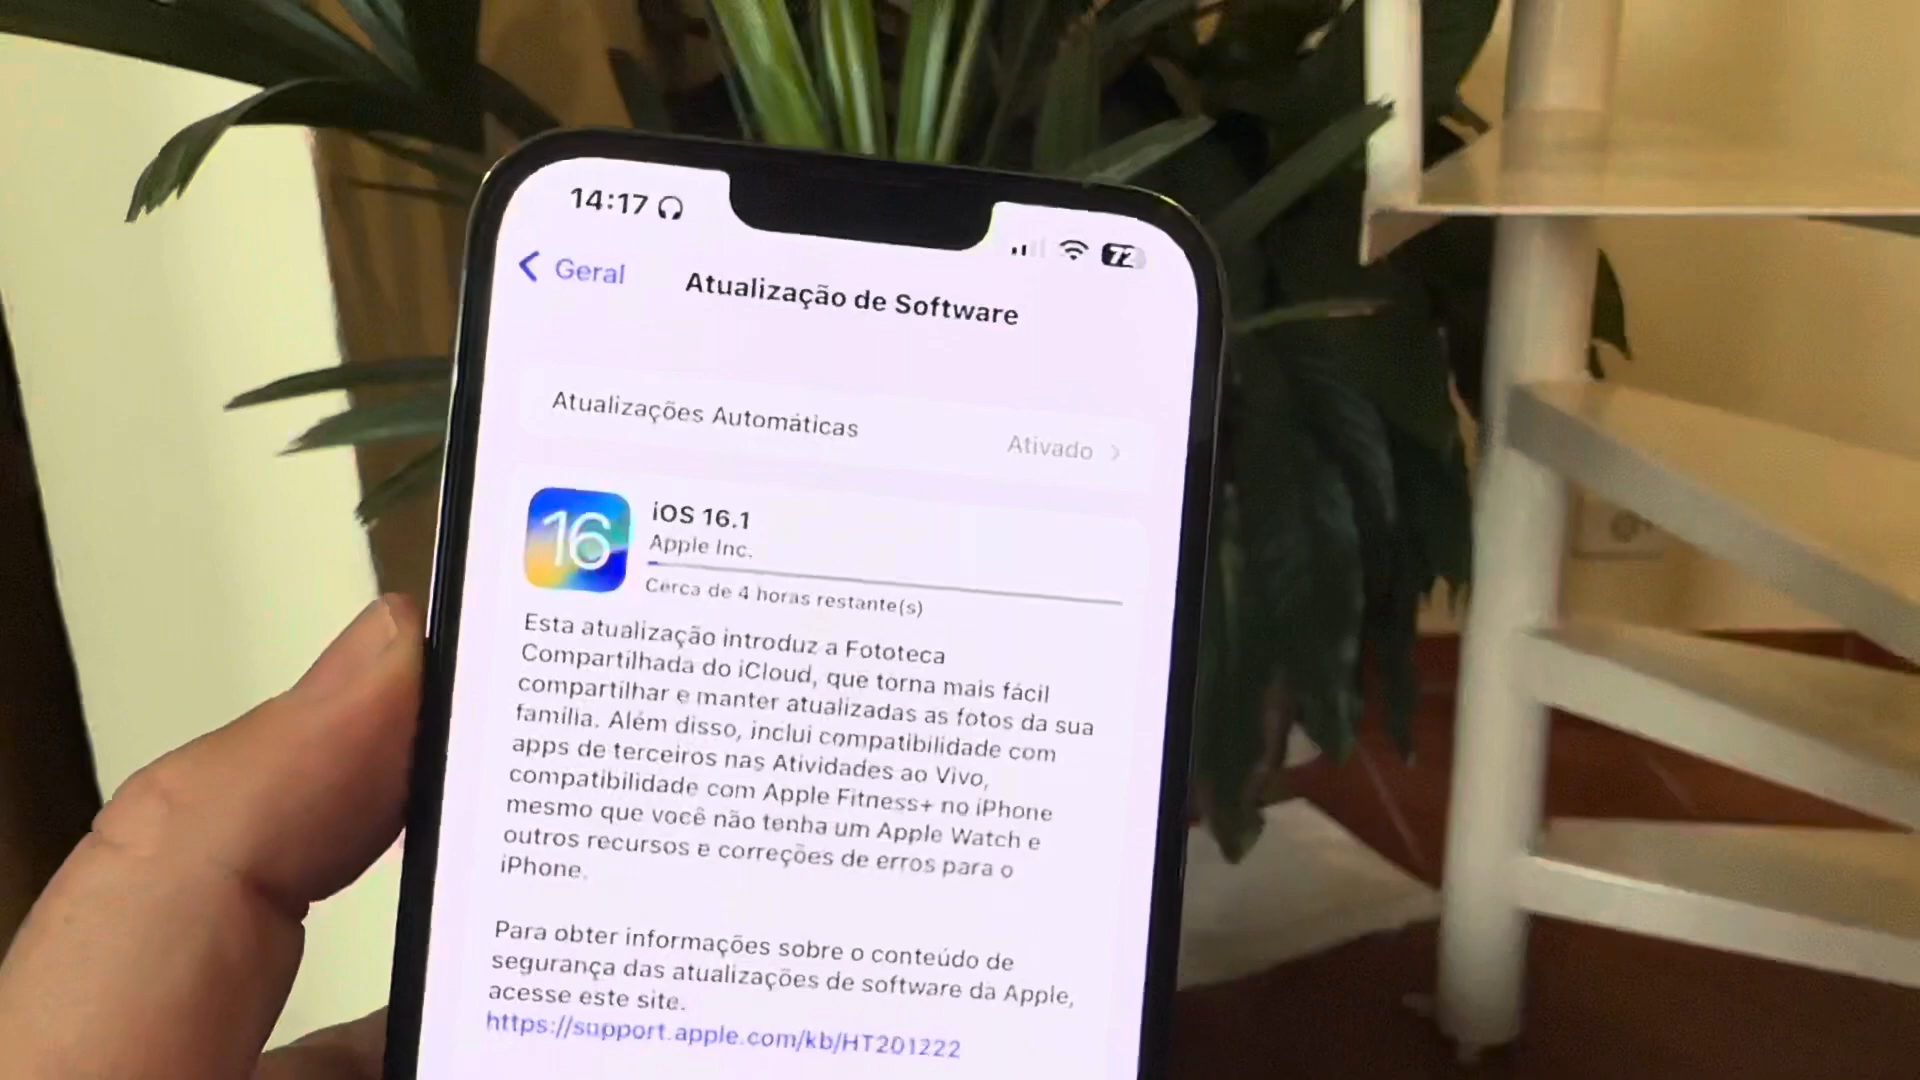 14:17
72
Geral
Atualização de Software
Atualizações Automáticas
Ativado
16
iOS 16.1
Apple Inc.
Cerca de 4 horas restante(s)
Esta atualização introduz a Fototeca
Compartilhada do iCloud, que torna mais fácil
compartilhar e manter atualizadas as fotos da sua
família. Além disso, inclui compatibilidade com
apps de terceiros nas Atividades ao Vivo,
compatibilidade com Apple Fitness+ no iPhone
mesmo que você não tenha um Apple Watch e
outros recursos e correções de erros para o
iPhone.
Para obter informações sobre o conteúdo de
segurança das atualizações de software da Apple,
acesse este site.
https://support.apple.com/kb/HT201222